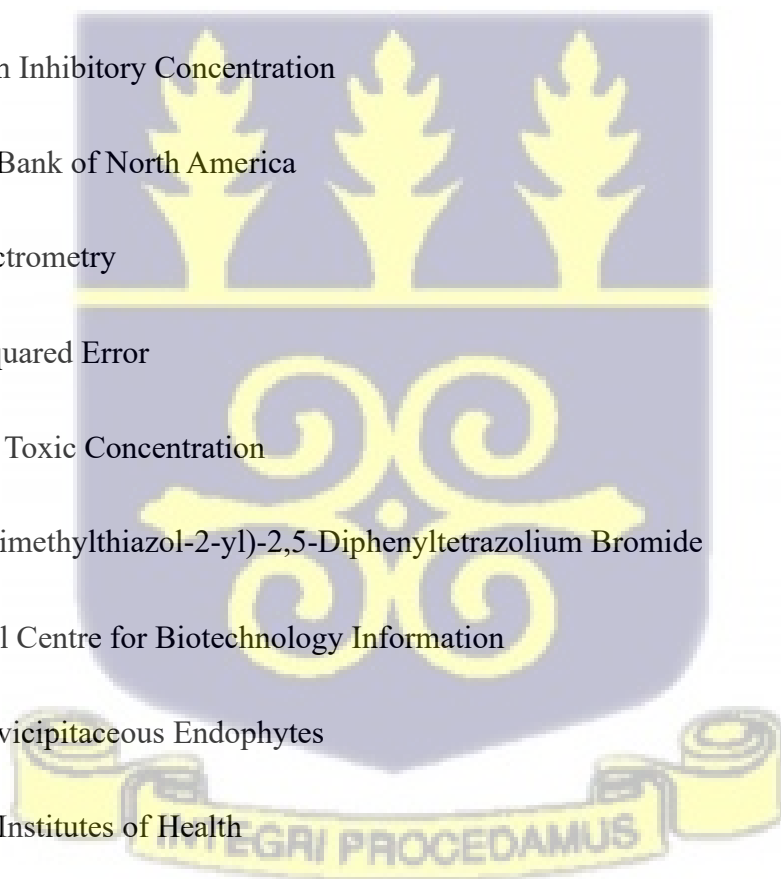 n Inhibitory Concentration
Bank of North America
ctrometry
quared Error
Toxic Concentration
imethylthiazol-2-yl)-2,5-Diphenyltetrazolium Bromide
l Centre for Biotechnology Information
vicipitaceous Endophytes
Institutes of Health
INTEGRI PROCEDAMUS